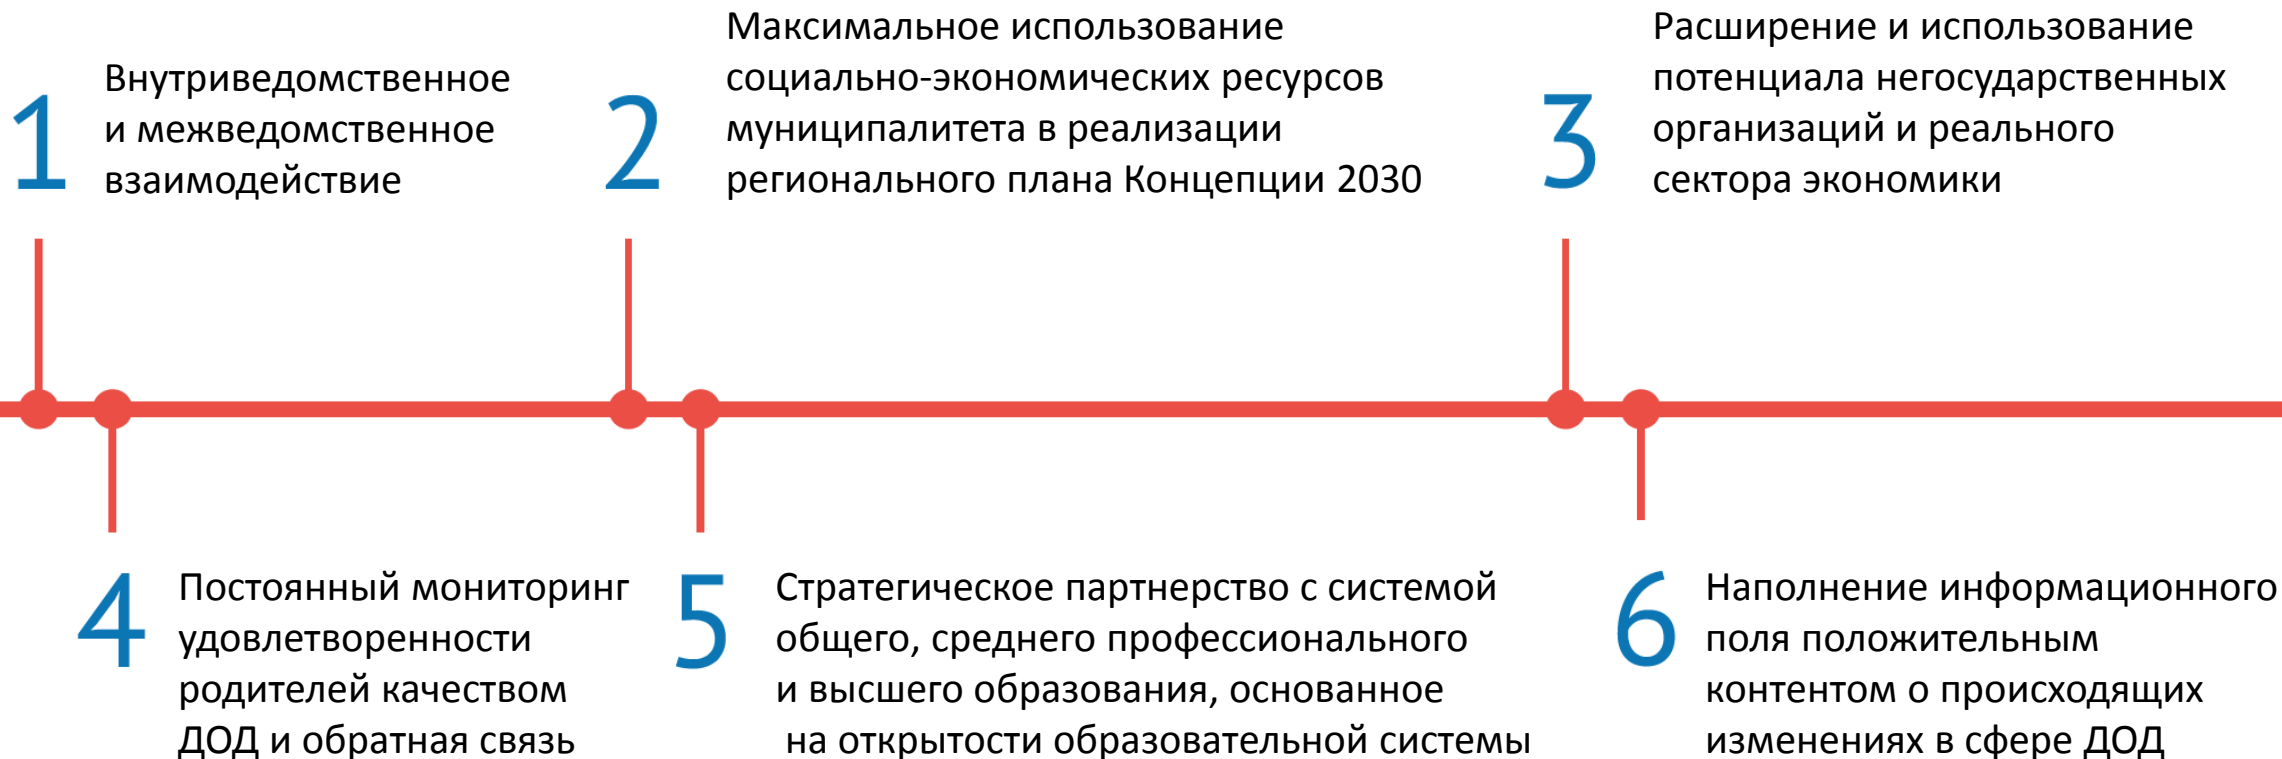 1
Внутриведомственное
и межведомственное
взаимодействие
2
Максимальное использование
социально-экономических ресурсов
муниципалитета в реализации
регионального плана Концепции 2030
3
Расширение и использование
потенциала негосударственных
организаций и реального
сектора экономики
4
Постоянный мониторинг
удовлетворенности
родителей качеством
ДОД и обратная связь
5
Стратегическое партнерство с системой
общего, среднего профессионального
и высшего образования, основанное
на открытости образовательной системы
6
Наполнение информационного
поля положительным
контентом о происходящих
изменениях в сфере ДОД